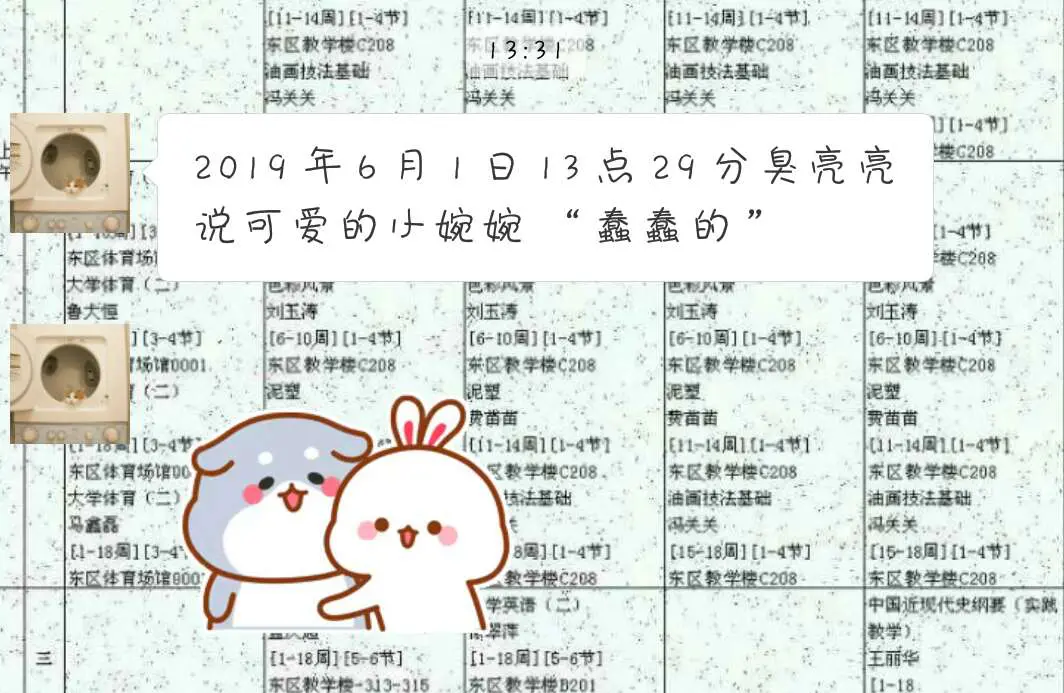 [11-14周][1-4节]
[11-14周][1-4节]
[11-14周][1-4节]
[11-14周][1-4节]
东区教学楼C208
东区教学楼C208
东区教学楼C208
东区教学楼C208
13:31
油画技法基础
油画技法基础
油画技法基础
油画技法基础
冯关关
冯关关
冯关关
冯关关
[1-4节]
C208
2019年6月1日13点29分臭亮亮
说可爱的小婉婉“蠢蠢的”
[1-4节]
东区体育场
C208
大学体育（二）
色彩风景
色彩风景
色彩风景
色彩风景
鲁大恒
刘玉涛
刘玉涛
刘玉涛
刘玉涛
[3-4节]
[6-10周][1-4节]
[6-10周][1-4节]
[6-10周][1-4节]
[6-10周][1-4节]
场馆0001
东区教学楼C208
东区教学楼C208
东区教学楼C208
东区教学楼C208
（二）
泥塑
泥塑
泥塑
泥塑
费苗苗
费苗苗
费苗苗
[1-18周][3-4节]
[11-14周][1-4节]
[11-14周][1-4节]
[11-14周][1-4节]
东区体育场馆00
区教学楼C208
东区教学楼C208
东区教学楼C208
大学体育（二）
技法基础
油画技法基础
油画技法基础
马鑫磊
冯关关
冯关关
[1-18周][3-4
8周][1-4节]
[15-18周][1-4节]
[15-18周][1-4节]
东区体育场馆000
教学楼C208
东区教学楼C208
东区教学楼C208
学英语（二）
中国近现代史纲要（实践
教学）
翠萍
三
[1-18周][5-6节]
[1-18周][5-6节]
王丽华
东区教学楼-313-315
东区教学楼B201
[1-18